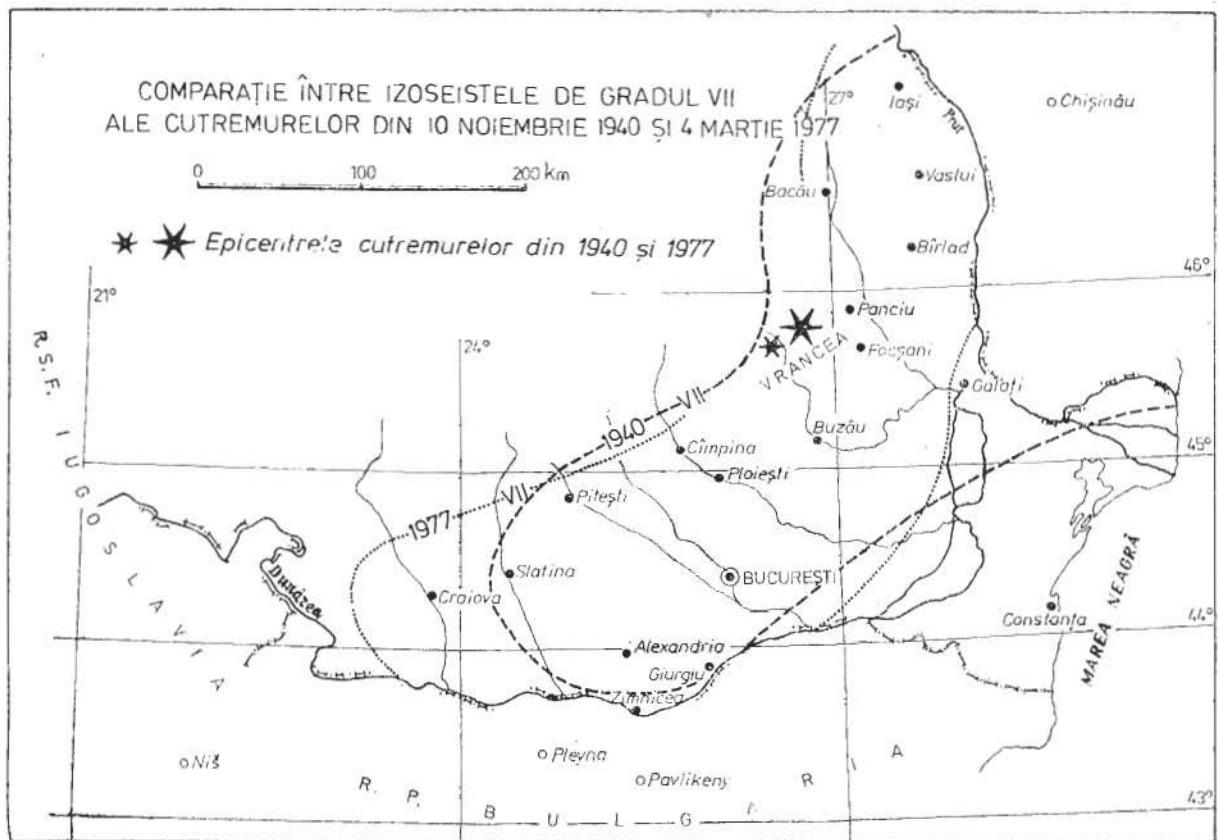 COMPARAȚIE ÎNTRE IZOSEISTELE DE GRADUL VII
ALE CUTREMURELOR DIN 10 NOIEMBRIE 1940 ȘI 4 MARTIE 1977
0 100 200 km
Epicentrele cutremurelor din 1940 și 1977
27°
Iași
Prut
Chișinău
Vaslui
Bacău
Bîrlad
46°
21°
R.S.F. IUGOSLAVIA
24°
Panciu
VRANCEA
Focșani
Galați
VII
1940
Buzău
45°
Cîmpina
Ploiești
Pitești
VII
1977
Dunărea
Slatina
Craiova
BUCUREȘTI
MAREA NEAGRĂ
Constanța
44°
Alexandria
Giurgiu
Zimnicea
Niš
Pleyna
Pavlikeny
R. P. BULGARIA
43°